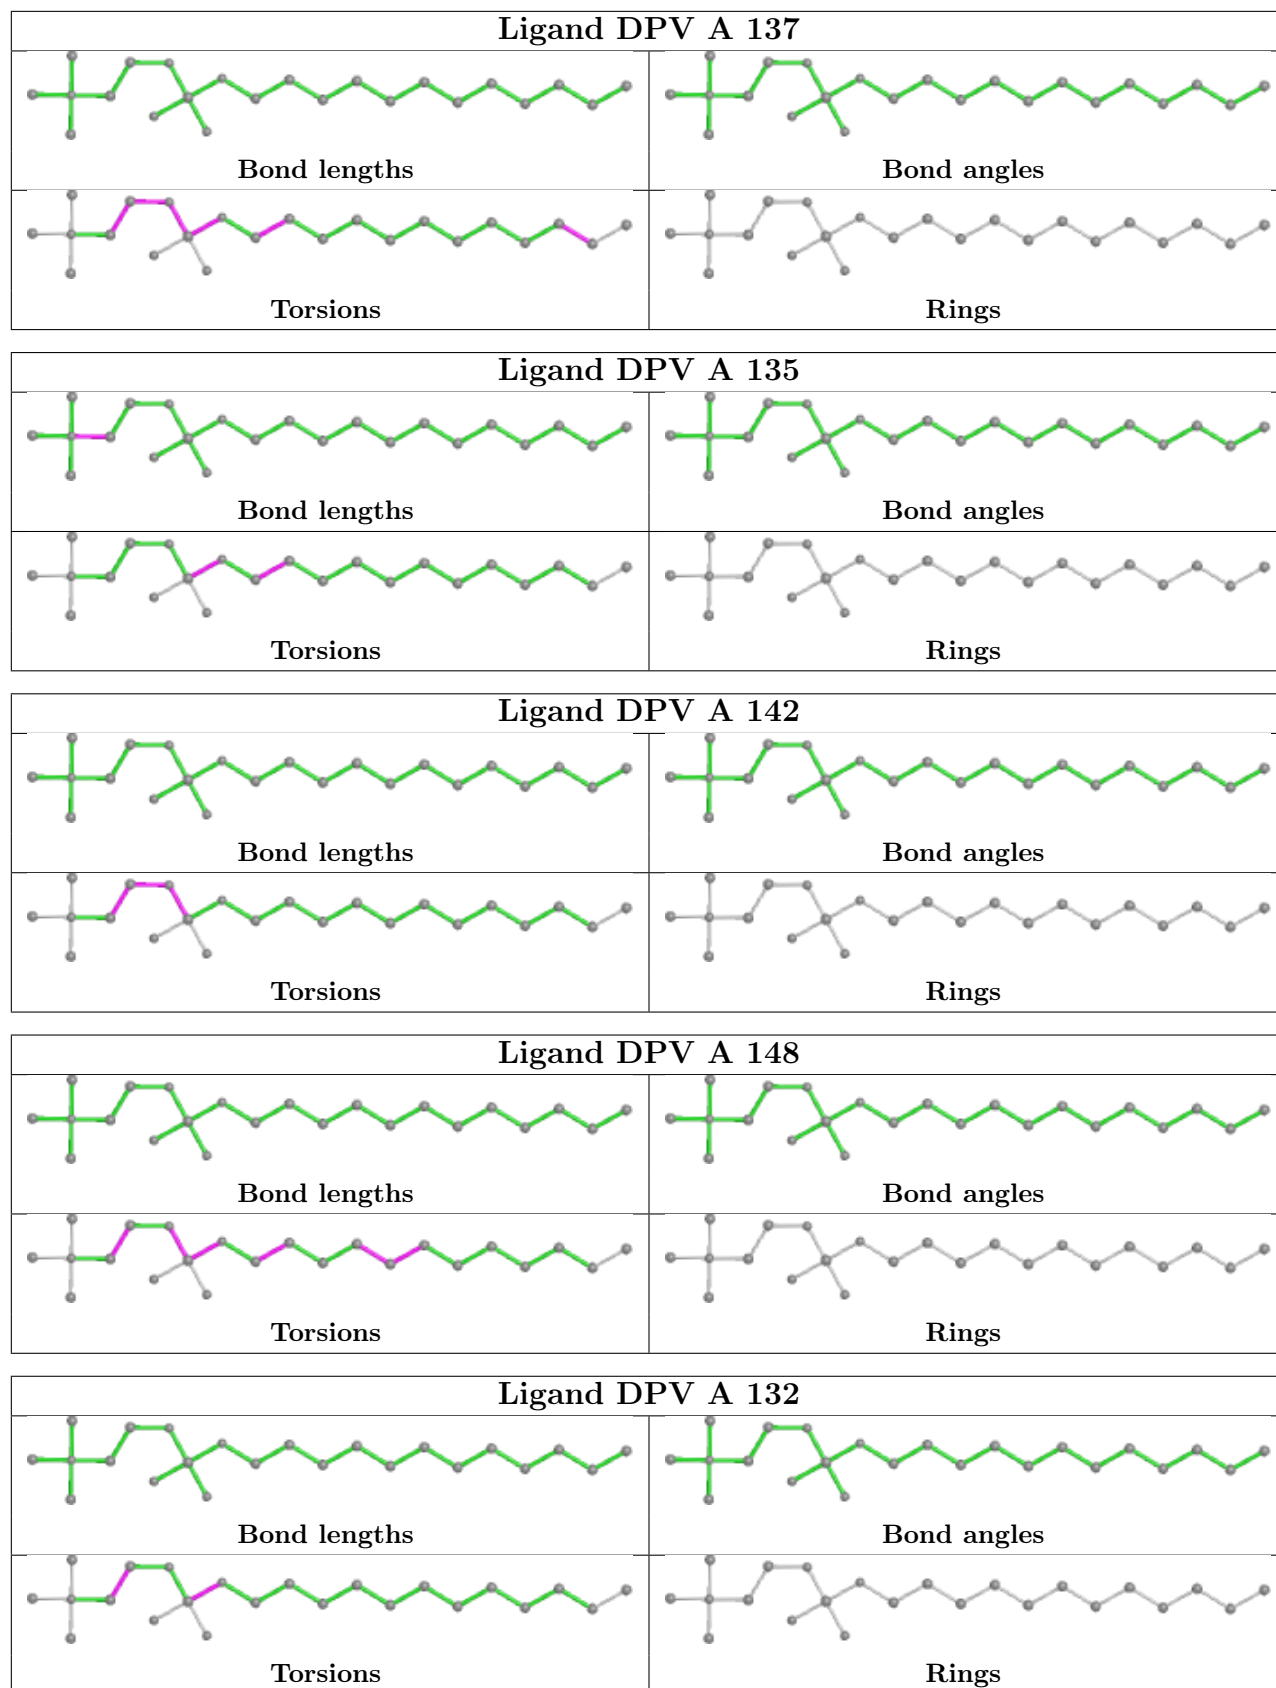 Ligand DPV A 137
Bond lengths
Bond angles
Torsions
Rings
Ligand DPV A 135
Bond lengths
Bond angles
Torsions
Rings
Ligand DPV A 142
Bond lengths
Bond angles
Torsions
Rings
Ligand DPV A 148
Bond lengths
Bond angles
Torsions
Rings
Ligand DPV A 132
Bond lengths
Bond angles
Torsions
Rings